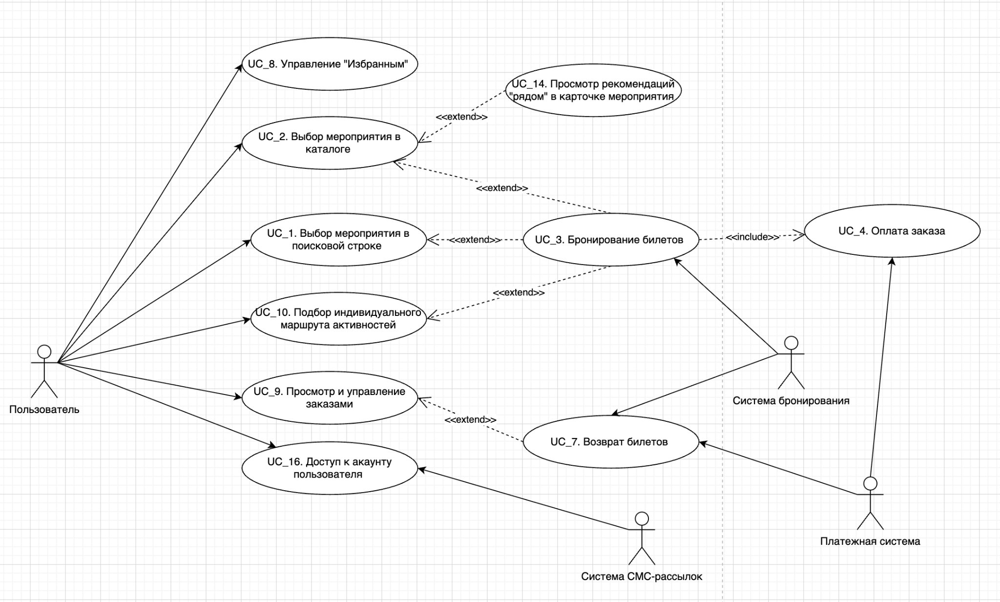 UC_8. Управление "Избранным"
UC_14. Просмотр рекомендаций
"рядом" в карточке мероприятия
<<extend>>
UC_2. Выбор мероприятия в
каталоге
<<extend>>
UC_1. Выбор мероприятия в
поисковой строке
<<extend>>
UC_3. Бронирование билетов
<<include>>
UC_4. Оплата заказа
<<extend>>
UC_10. Подбор индивидуального
маршрута активностей
Пользователь
UC_9. Просмотр и управление
заказами
Система бронирования
<<extend>>
UC_7. Возврат билетов
UC_16. Доступ к акаунту
пользователя
Платежная система
Система СМС-рассылок